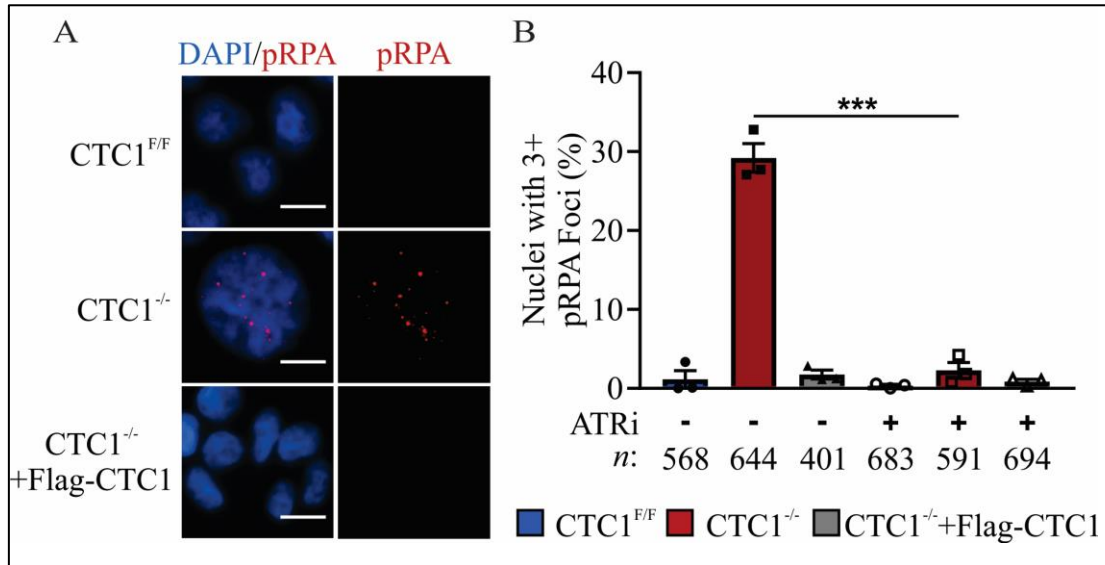 A
DAPI/pRPA pRPA
CTC1F/F
CTC1-/-
CTC1-/-
+Flag-CTC1
B
Nuclei with 3+
pRPA Foci (%)
40
30
20
10
0
***
ATRi - - - + + +
n: 568 644 401 683 591 694
CTC1F/F CTC1-/- CTC1-/-+Flag-CTC1